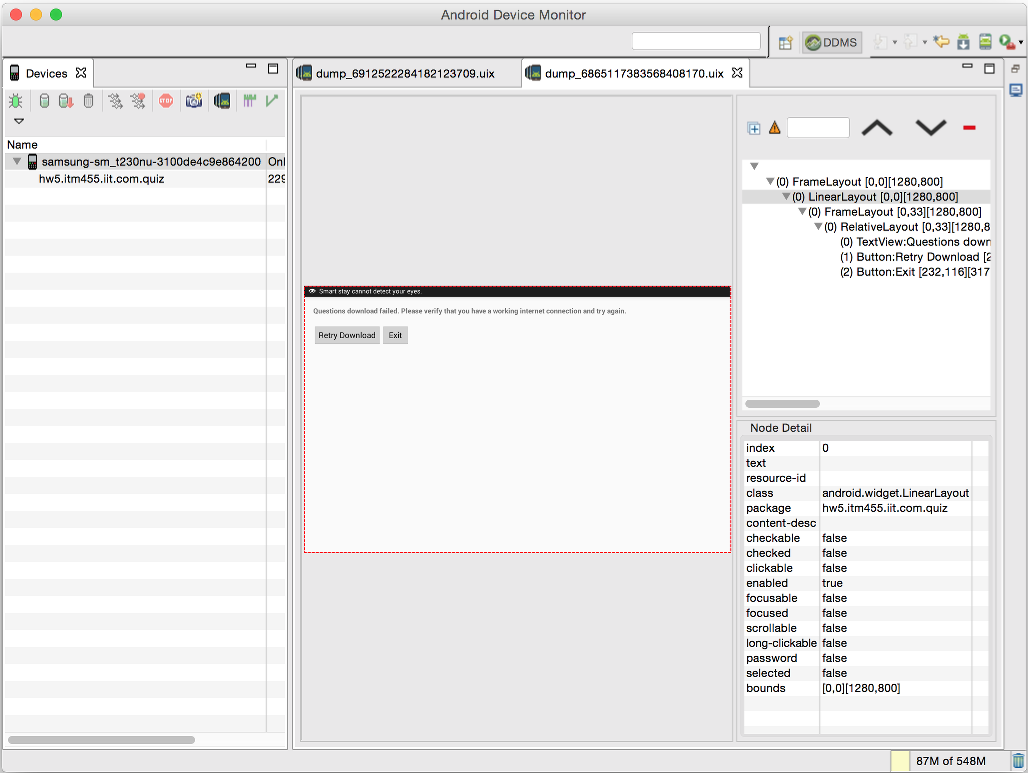 Android Device Monitor
DDMS
Devices
dump_6912522284182123709.uix
dump_6865117383568408170.uix
Name
samsung-sm_t230nu-3100de4c9e864200 Onl
hw5.itm455.iit.com.quiz 229
STOP
Smart stay cannot detect your eyes
Questions download failed. Please verify that you have a working internet connection and try again.
Retry Download Exit
(0) FrameLayout [0,0][1280,800]
(0) LinearLayout [0,0][1280,800]
(0) FrameLayout [0,33][1280,800]
(0) RelativeLayout [0,33][1280,8
(0) TextView:Questions down
(1) Button:Retry Download [2
(2) Button:Exit [232,116][317
Node Detail
index 0
text
resource-id
class android.widget.LinearLayout
package hw5.itm455.iit.com.quiz
content-desc
checkable false
checked false
clickable false
enabled true
focusable false
focused false
scrollable false
long-clickable false
password false
selected false
bounds [0,0][1280,800]
87M of 548M